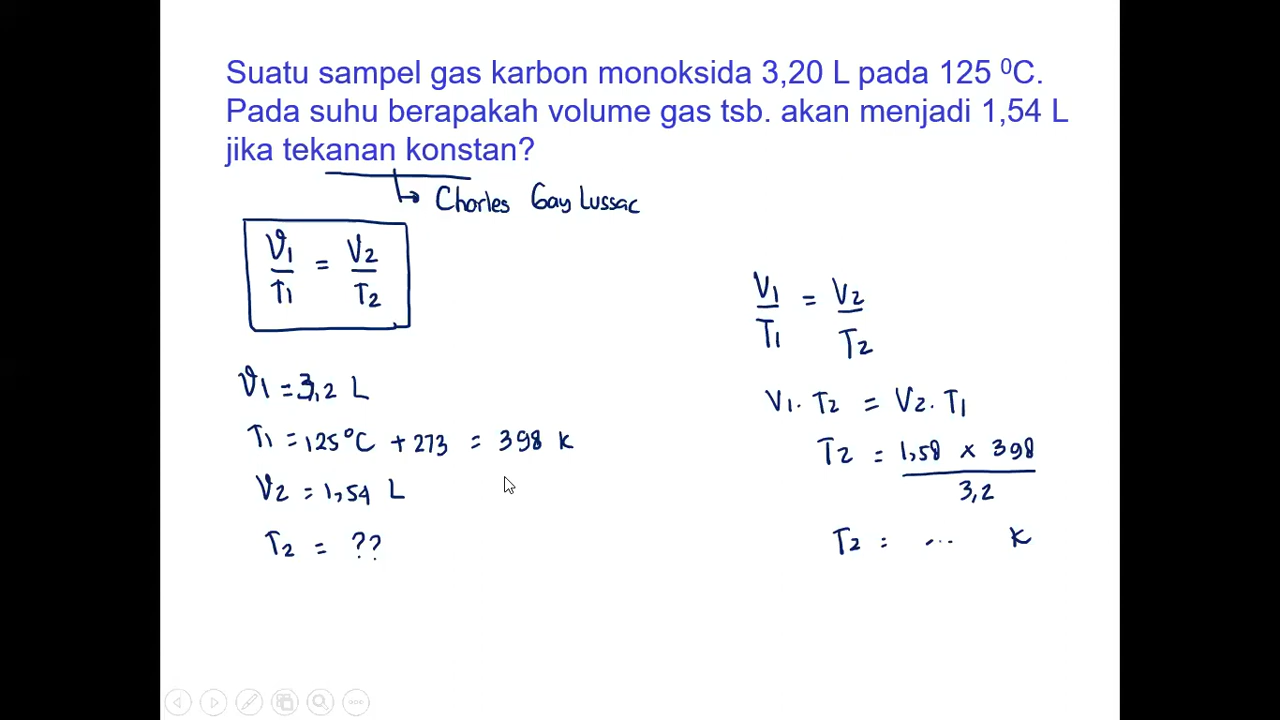 Suatu sampel gas karbon monoksida 3,20 L pada 125 ⁰C.
Pada suhu berapakah volume gas tsb. akan menjadi 1,54 L
jika tekanan konstan?
↳ Charles Gay Lussac
V1/T1 = V2/T2
V1 = 3,2 L
T1 = 125°C + 273 = 398 K
V2 = 1,54 L
T2 = ??
V1/T1 = V2/T2
V1. T2 = V2. T1
T2 = 1,58 x 398
3,2
T2 = ... K